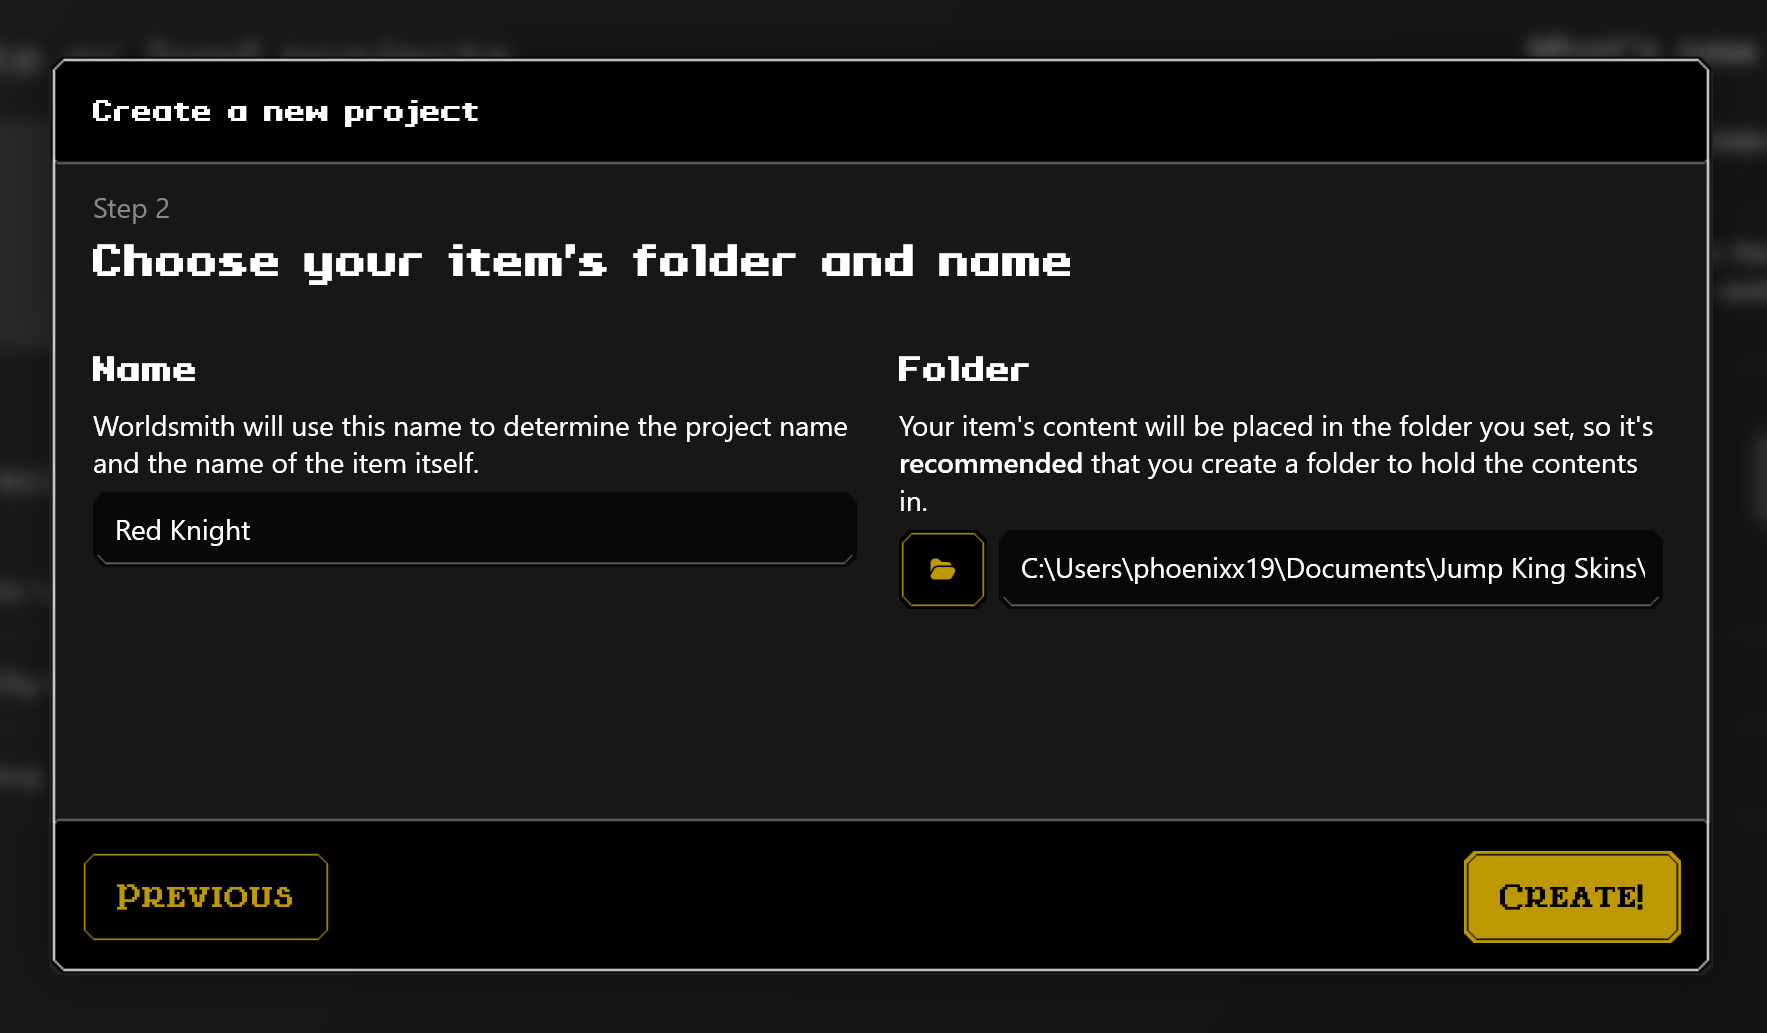 Create a new project
Step 2
Choose your item's folder and name
Name
Worldsmith will use this name to determine the project name
and the name of the item itself.
Red Knight
Folder
Your item's content will be placed in the folder you set, so it's
recommended that you create a folder to hold the contents
in.
C:\Users\phoenixx19\Documents\Jump King Skins\
PREVIOUS
CREATE!